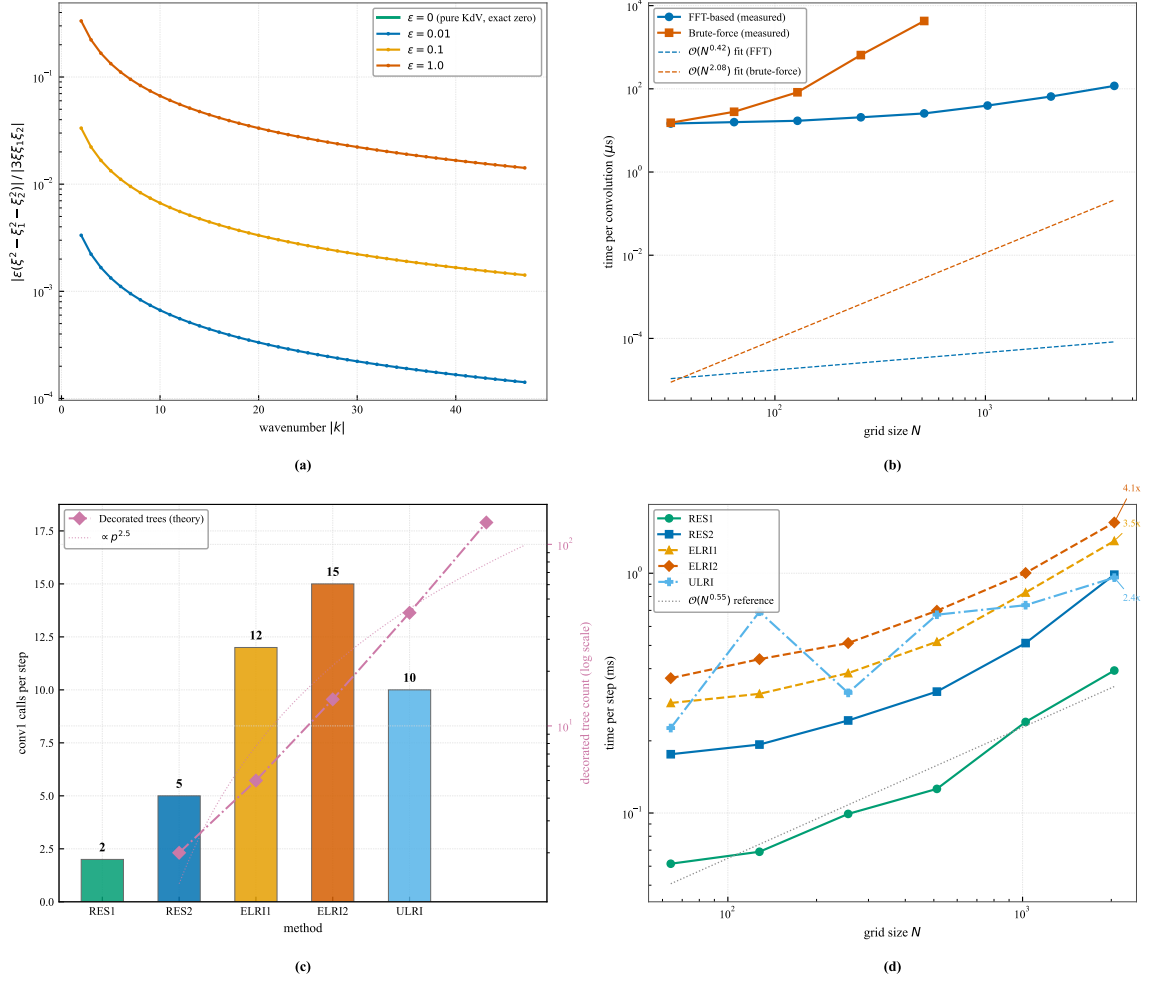 10⁻¹
10⁻²
10⁻³
10⁻⁴
0
10
20
30
40
wavenumber |k|
|ε(ξ² − ξ₁² − ξ₂²)| / |3ξξ₁ξ₂|
ε = 0 (pure KdV, exact zero)
ε = 0.01
ε = 0.1
ε = 1.0
(a)
10⁴
10²
10⁰
10⁻²
10⁻⁴
10²
10³
grid size N
time per convolution (μs)
FFT-based (measured)
Brute-force (measured)
𝒪(N^0.42) fit (FFT)
𝒪(N^2.08) fit (brute-force)
(b)
Decorated trees (theory)
∝ p^2.5
17.5
15.0
12.5
10.0
7.5
5.0
2.5
0.0
conv1 calls per step
2
5
12
15
10
RES1
RES2
ELRI1
ELRI2
ULRI
method
10²
10¹
decorated tree count (log scale)
(c)
RES1
RES2
ELRI1
ELRI2
ULRI
𝒪(N^0.55) reference
4.1x
3.5x
2.4x
10⁰
10⁻¹
time per step (ms)
10²
10³
grid size N
(d)